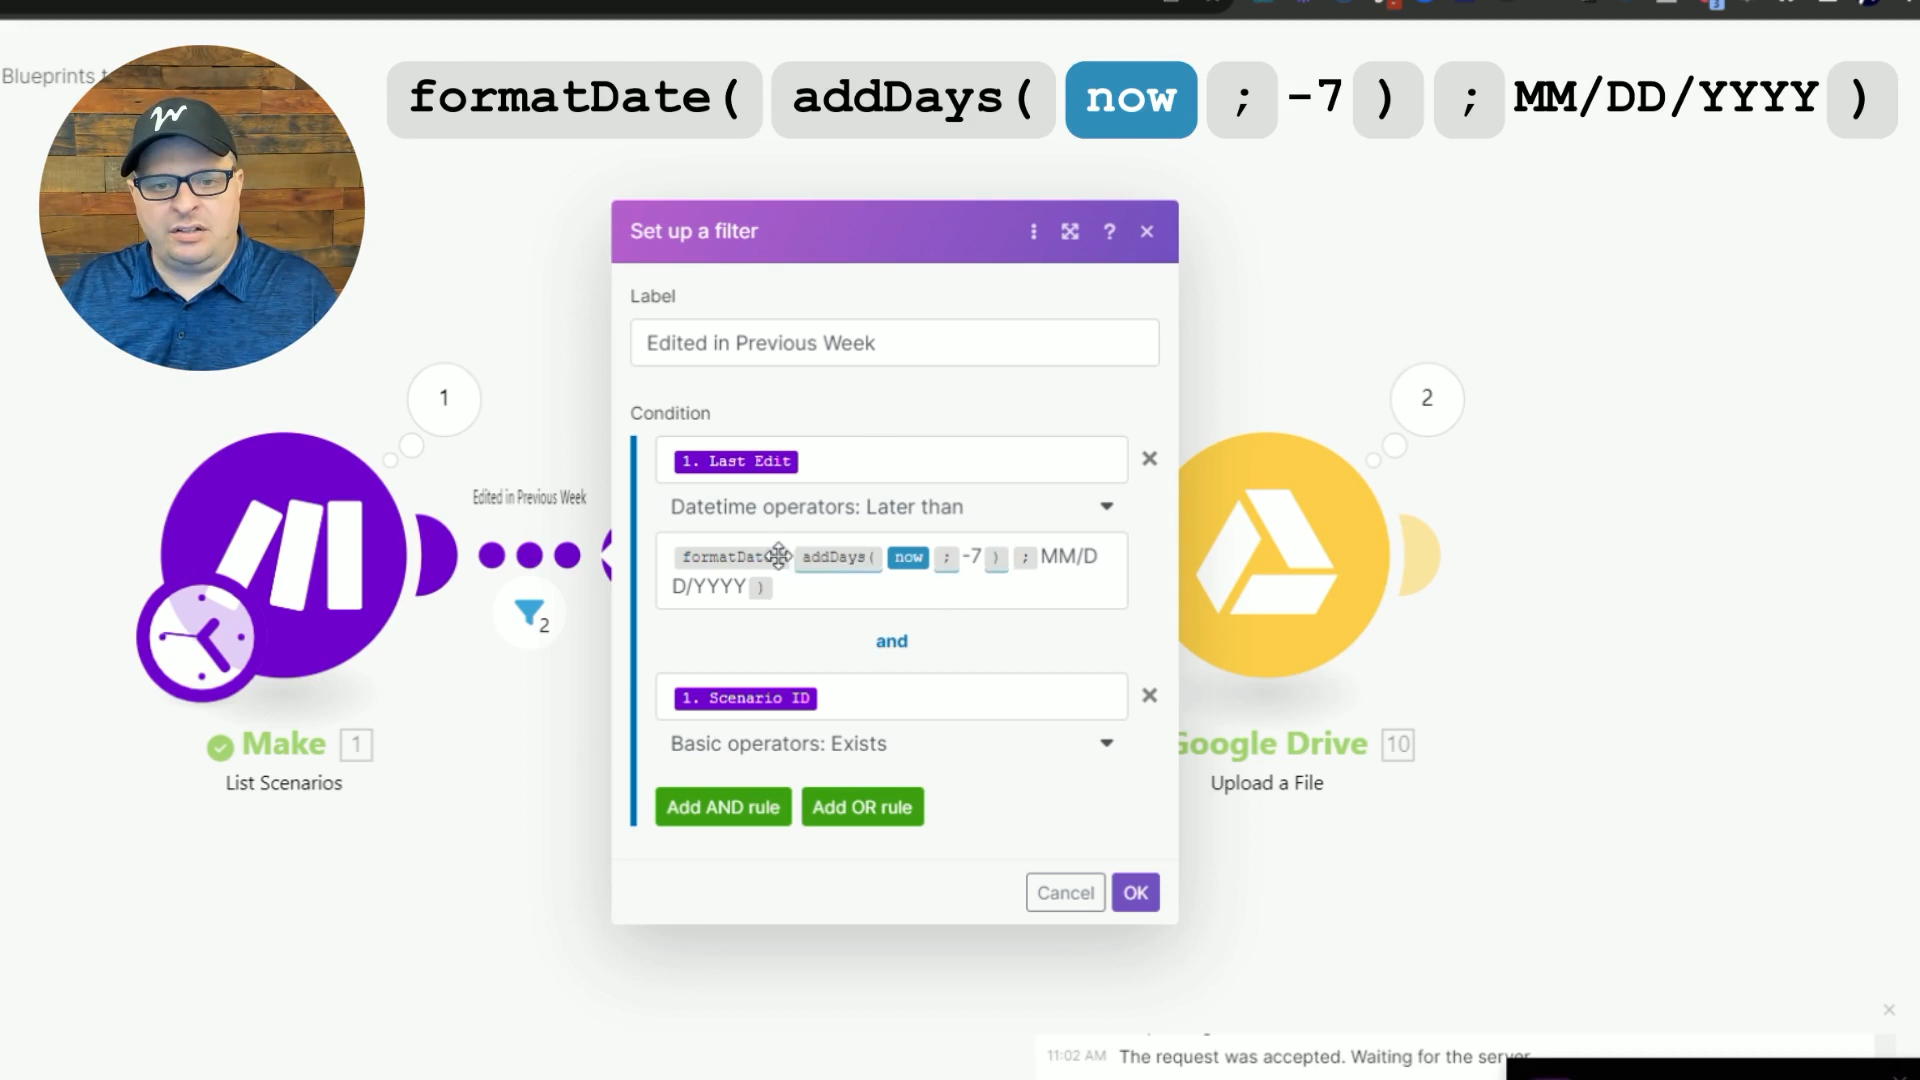 3
Blueprints t
formatDate( addDays( now ; -7 ) ; MM/DD/YYYY )
Set up a filter
?
Label
Edited in Previous Week
Condition
1. Last Edit
Datetime operators: Later than
formatDate addDays( now ; -7 ) ; MM/D
D/YYYY )
and
1. Scenario ID
Basic operators: Exists
Add AND rule Add OR rule
Cancel OK
1
Edited in Previous Week
2
Make 1
List Scenarios
2
Google Drive 10
Upload a File
11:02 AM The request was accepted. Waiting for the server